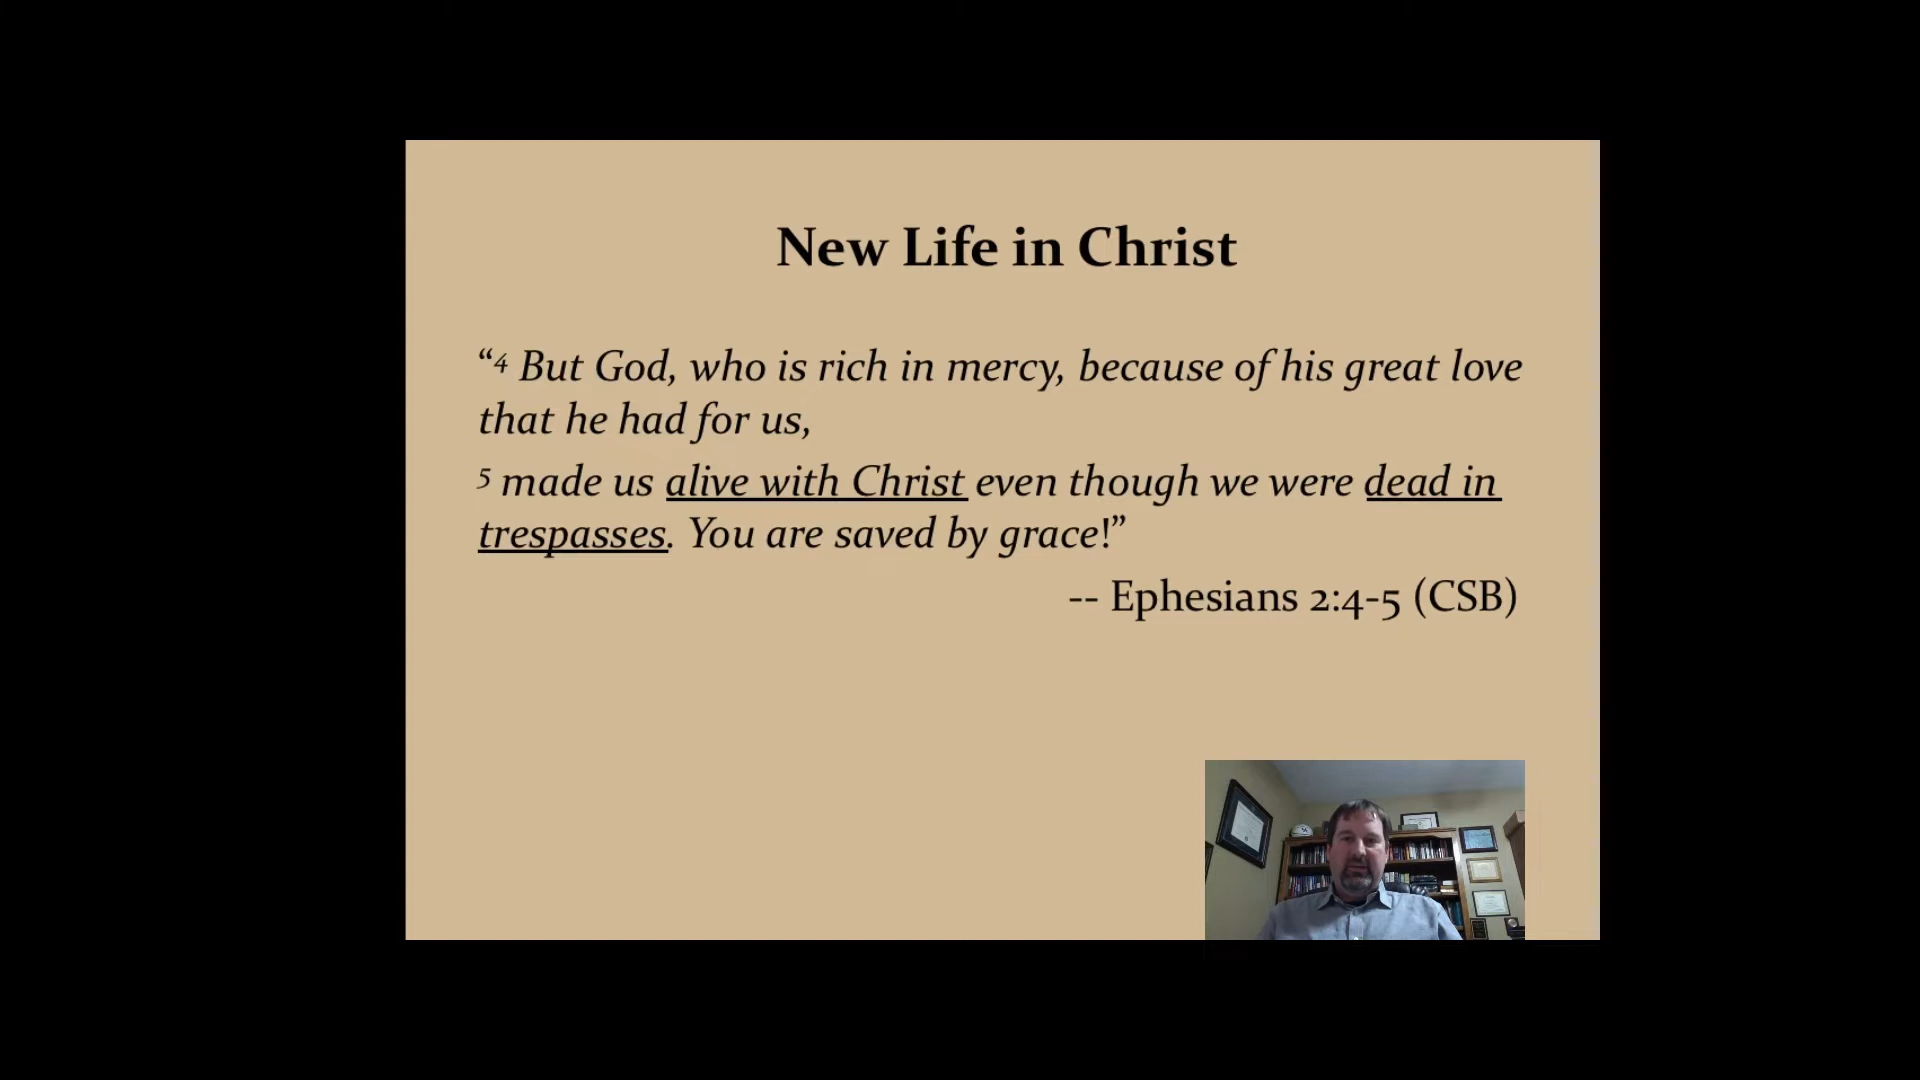 New Life in Christ
“4 But God, who is rich in mercy, because of his great love
that he had for us,
5 made us alive with Christ even though we were dead in
trespasses. You are saved by grace!”
-- Ephesians 2:4-5 (CSB)